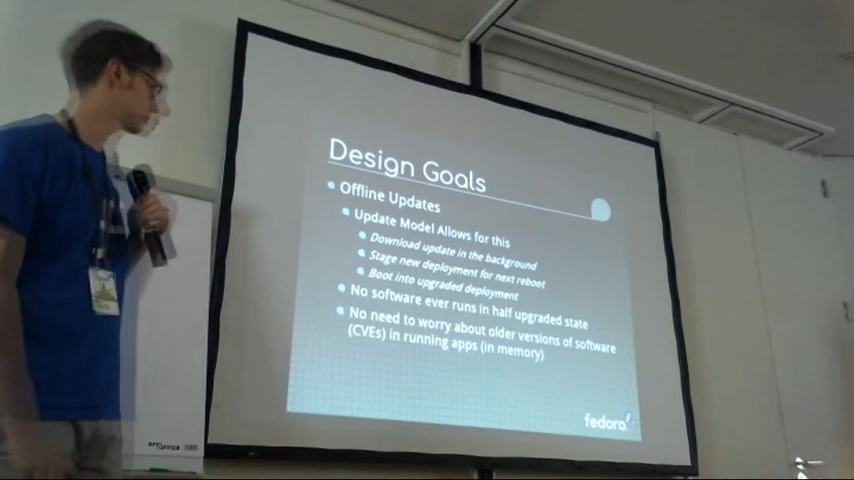 Design Goals
Offline Updates
Update Model Allows for this
Download update in the background
Stage new deployment for next reboot
Boot into upgraded deployment
No software ever runs in half upgraded state
No need to worry about older versions of software
(CVEs) in running apps (in memory)
fedora